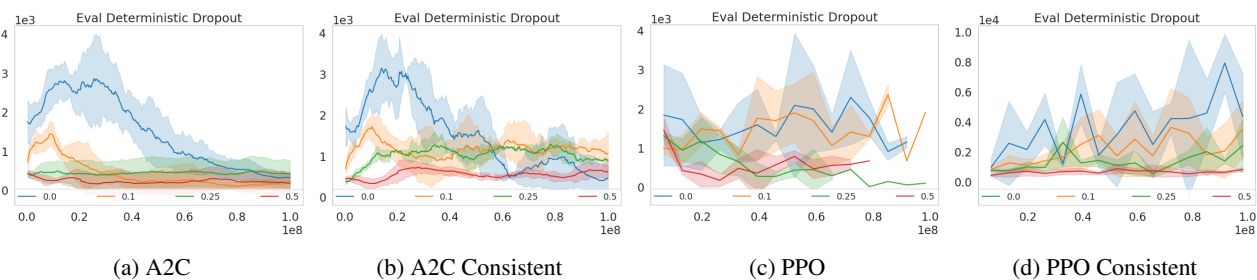 Eval Deterministic Dropout
1e3
4
3
2
1
0
0.0 0.1 0.25 0.5
0.0 0.2 0.4 0.6 0.8 1.0
1e8
(a) A2C
Eval Deterministic Dropout
1e3
4
3
2
1
0
0.0 0.1 0.25 0.5
0.0 0.2 0.4 0.6 0.8 1.0
1e8
(b) A2C Consistent
Eval Deterministic Dropout
1e3
4
3
2
1
0
0.0 0.1 0.25 0.5
0.2 0.4 0.6 0.8 1.0
1e8
(c) PPO
Eval Deterministic Dropout
1e4
1.0
0.8
0.6
0.4
0.2
0.0
0.0 0.1 0.25 0.5
0.2 0.4 0.6 0.8 1.0
1e8
(d) PPO Consistent